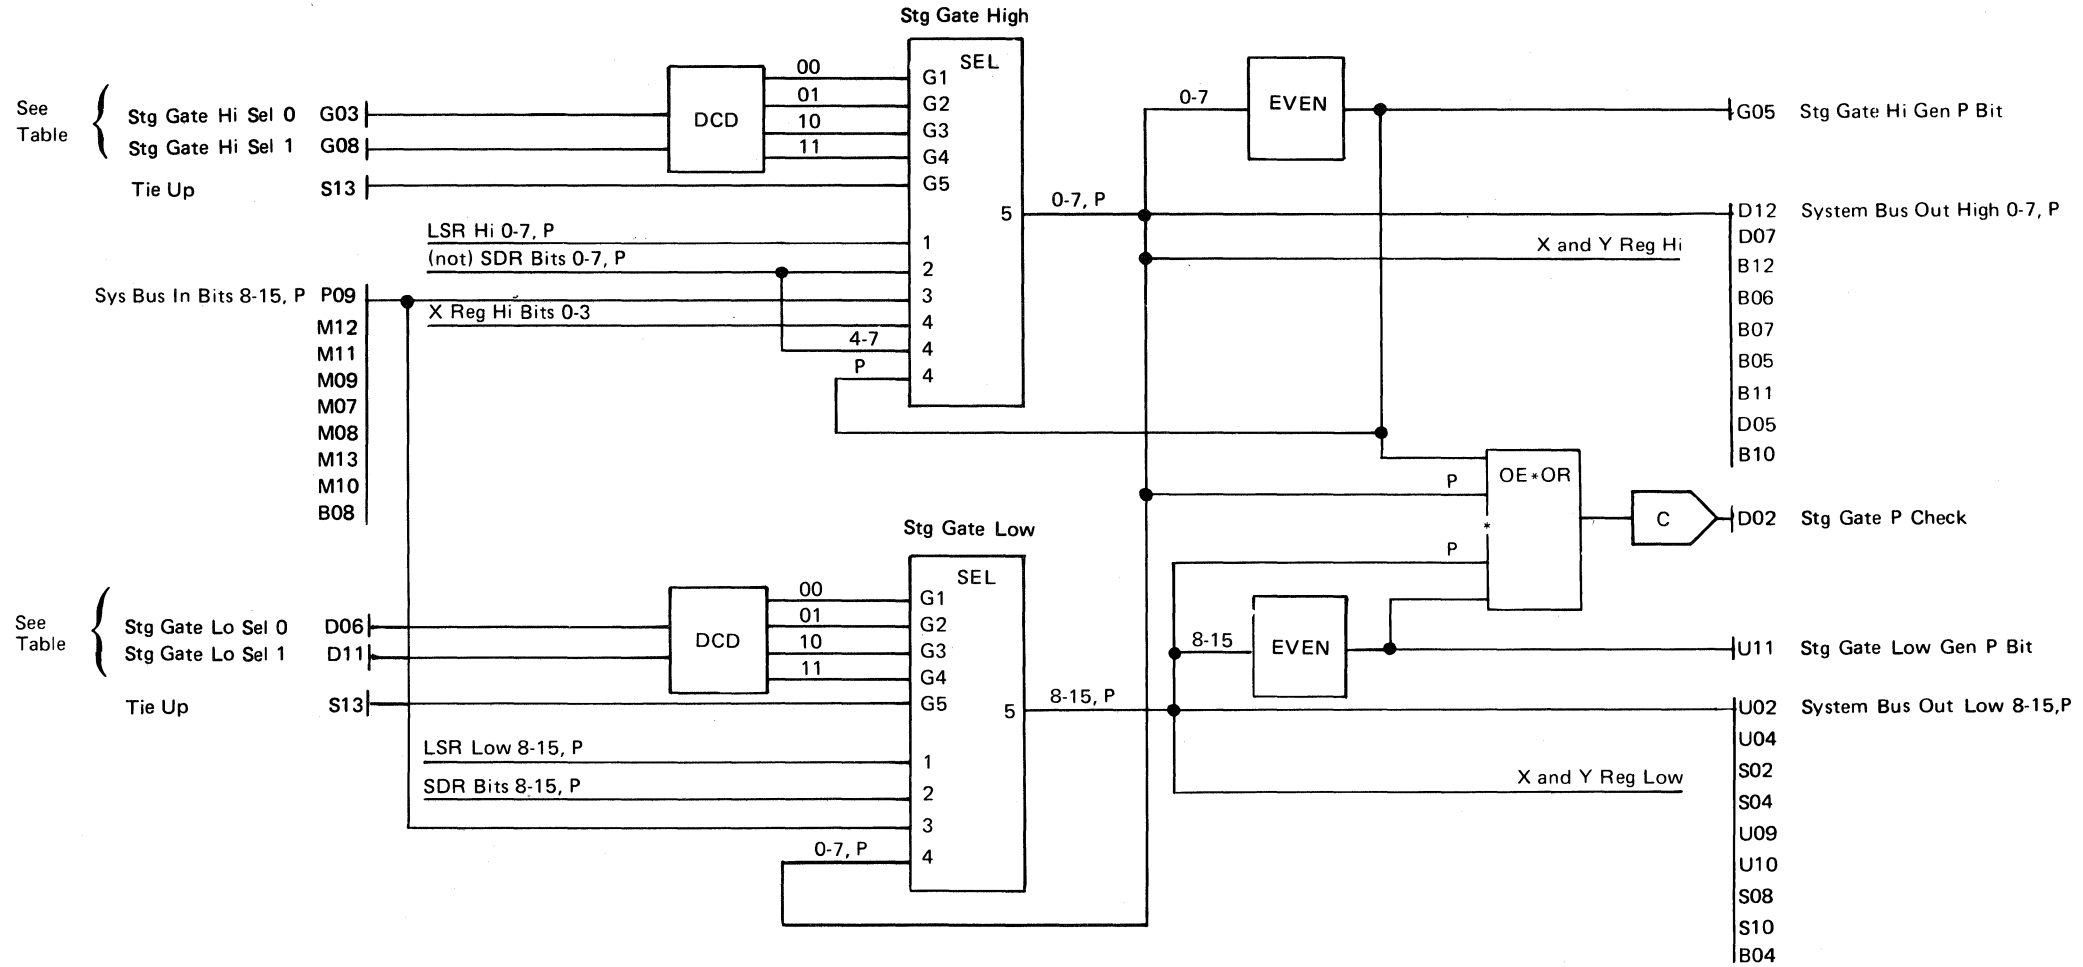 Stg Gate High
SEL
See
Table
Stg Gate Hi Sel 0 G03
Stg Gate Hi Sel 1 G08
Tie Up S13
DCD
00
01
10
11
G1
G2
G3
G4
G5
5
0-7, P
LSR Hi 0-7, P
(not) SDR Bits 0-7, P
Sys Bus In Bits 8-15, P P09
X Reg Hi Bits 0-3
4-7
P
1
2
3
4
4
4
M12
M11
M09
M07
M08
M13
M10
B08
0-7
EVEN
G05 Stg Gate Hi Gen P Bit
D12 System Bus Out High 0-7, P
X and Y Reg Hi
D07
B12
B06
B07
B05
B11
D05
B10
OE*OR
P
*
P
C
D02 Stg Gate P Check
Stg Gate Low
SEL
See
Table
Stg Gate Lo Sel 0 D06
Stg Gate Lo Sel 1 D11
Tie Up S13
DCD
00
01
10
11
G1
G2
G3
G4
G5
5
8-15, P
LSR Low 8-15, P
SDR Bits 8-15, P
0-7, P
1
2
3
4
8-15
EVEN
U11 Stg Gate Low Gen P Bit
U02 System Bus Out Low 8-15,P
X and Y Reg Low
U04
S02
S04
U09
U10
S08
S10
B04